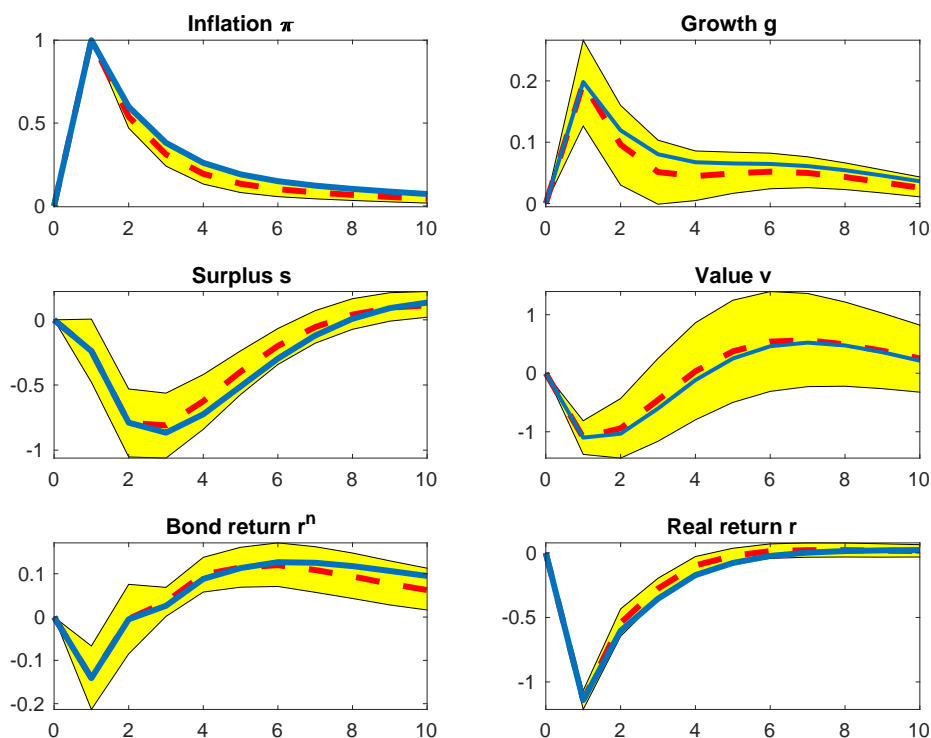 Inflation π
Growth g
1
0.5
0
0 2 4 6 8 10
0.2
0.1
0
0 2 4 6 8 10
Surplus s
Value v
0
-0.5
-1
0 2 4 6 8 10
1
0
-1
0 2 4 6 8 10
Bond return rⁿ
Real return r
0.1
0
-0.1
-0.2
0 2 4 6 8 10
0
-0.5
-1
0 2 4 6 8 10